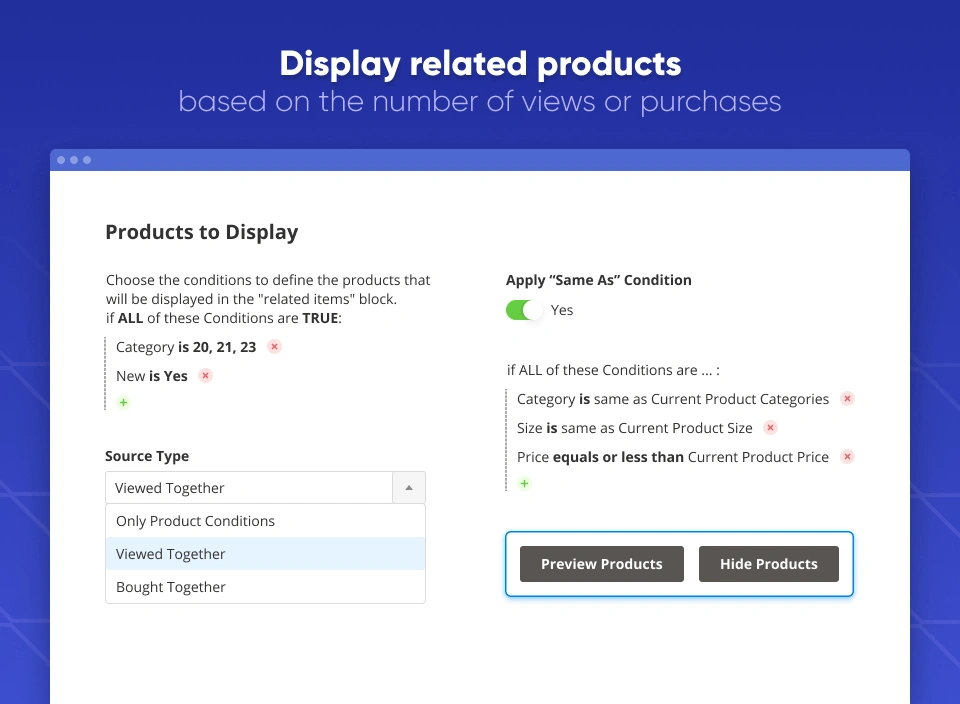 Display related products
based on the number of views or purchases
Products to Display
Choose the conditions to define the products that
will be displayed in the "related items" block.
if ALL of these Conditions are TRUE:
Category is 20, 21, 23
New is Yes
Source Type
Viewed Together
Only Product Conditions
Viewed Together
Bought Together
Apply “Same As” Condition
Yes
if ALL of these Conditions are ... :
Category is same as Current Product Categories
Size is same as Current Product Size
Price equals or less than Current Product Price
Preview Products
Hide Products